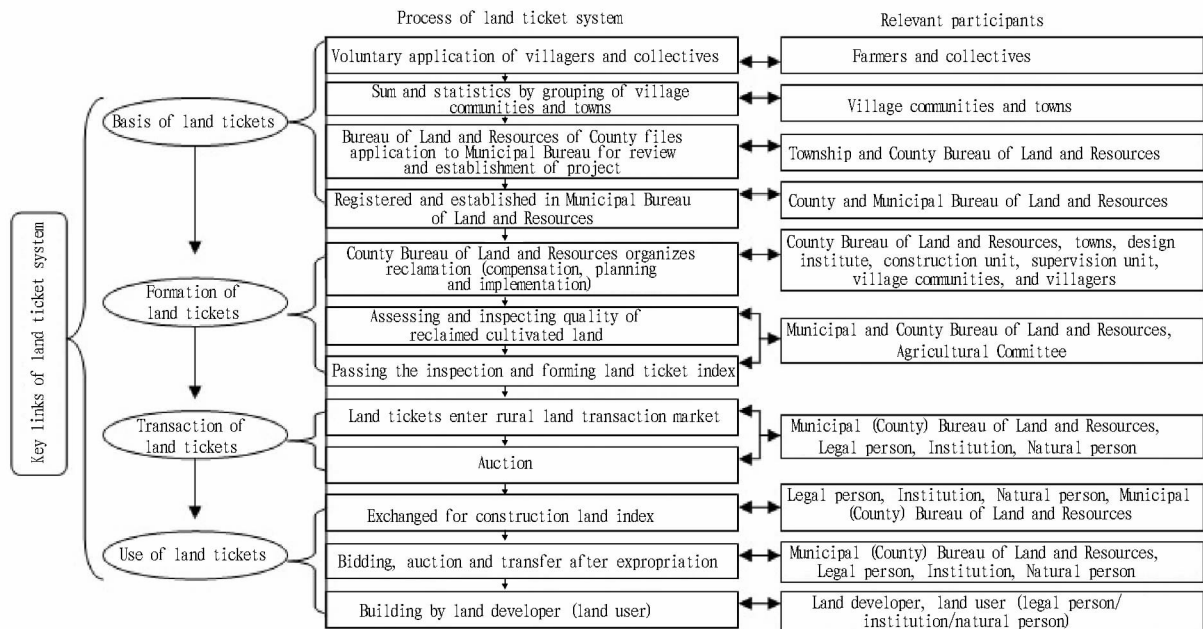 Process of land ticket system
Relevant participants
Key links of land ticket system
Basis of land tickets
Voluntary application of villagers and collectives
Farmers and collectives
Sum and statistics by grouping of village
communities and towns
Village communities and towns
Bureau of Land and Resources of County files
application to Municipal Bureau for review
and establishment of project
Township and County Bureau of Land and Resources
Registered and established in Municipal Bureau
of Land and Resources
County and Municipal Bureau of Land and Resources
Formation of
land tickets
County Bureau of Land and Resources organizes
reclamation (compensation, planning
and implementation)
County Bureau of Land and Resources, towns, design
institute, construction unit, supervision unit,
village communities, and villagers
Assessing and inspecting quality of
reclaimed cultivated land
Passing the inspection and forming land ticket index
Municipal and County Bureau of Land and Resources,
Agricultural Committee
Transaction of
land tickets
Land tickets enter rural land transaction market
Auction
Municipal (County) Bureau of Land and Resources,
Legal person, Institution, Natural person
Use of land tickets
Exchanged for construction land index
Legal person, Institution, Natural person, Municipal
(County) Bureau of Land and Resources
Bidding, auction and transfer after expropriation
Municipal (County) Bureau of Land and Resources,
Legal person, Institution, Natural person
Building by land developer (land user)
Land developer, land user (legal person/
institution/natural person)